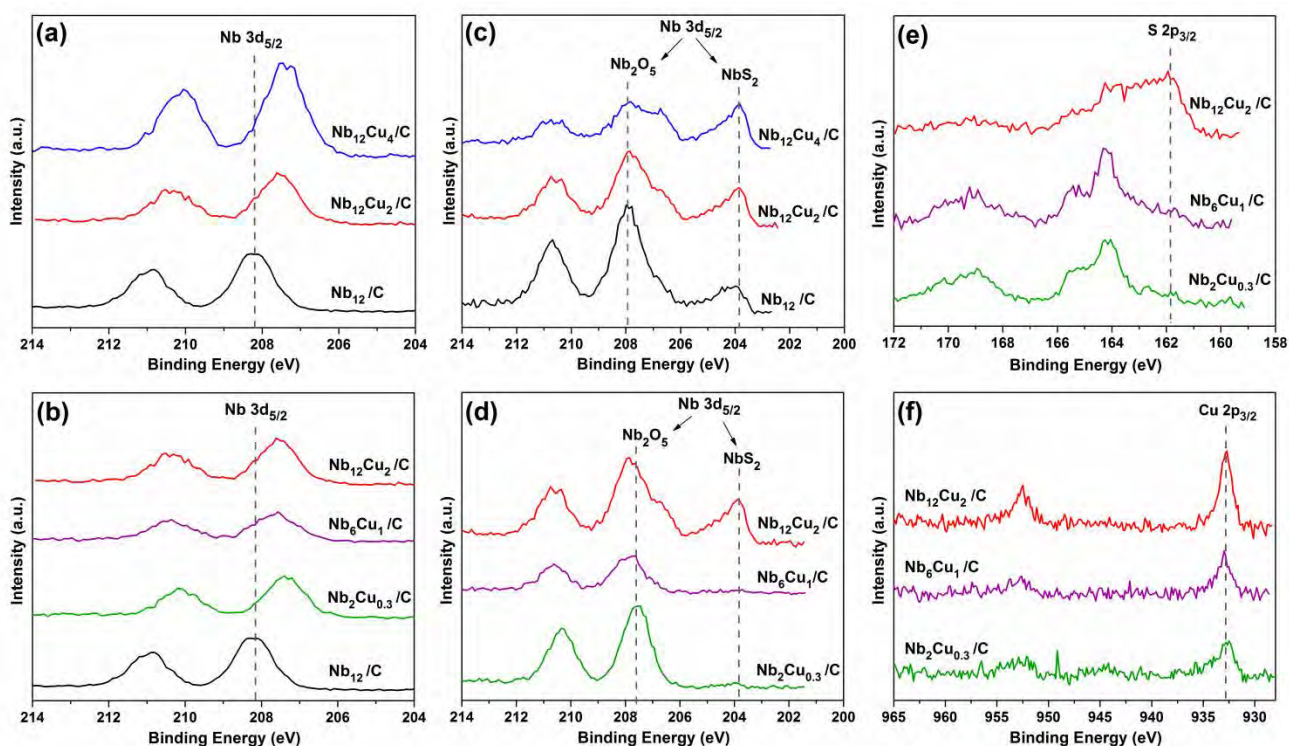 (a)
Nb 3d5/2
Nb12Cu4/C
Nb12Cu2/C
Nb12/C
Intensity (a.u.)
214 212 210 208 206 204
Binding Energy (eV)
(c)
Nb 3d5/2
Nb2O5
NbS2
Nb12Cu4/C
Nb12Cu2/C
Nb12/C
Intensity (a.u.)
214 212 210 208 206 204 202 200
Binding Energy (eV)
(e)
S 2p3/2
Nb12Cu2/C
Nb6Cu1/C
Nb2Cu0.3/C
Intensity (a.u.)
172 170 168 166 164 162 160 158
Binding Energy (eV)
(b)
Nb 3d5/2
Nb12Cu2/C
Nb6Cu1/C
Nb2Cu0.3/C
Nb12/C
Intensity (a.u.)
214 212 210 208 206 204
Binding Energy (eV)
(d)
Nb 3d5/2
Nb2O5
NbS2
Nb12Cu2/C
Nb6Cu1/C
Nb2Cu0.3/C
Intensity (a.u.)
214 212 210 208 206 204 202 200
Binding Energy (eV)
(f)
Cu 2p3/2
Nb12Cu2/C
Nb6Cu1/C
Nb2Cu0.3/C
Intensity (a.u.)
965 960 955 950 945 940 935 930
Binding Energy (eV)